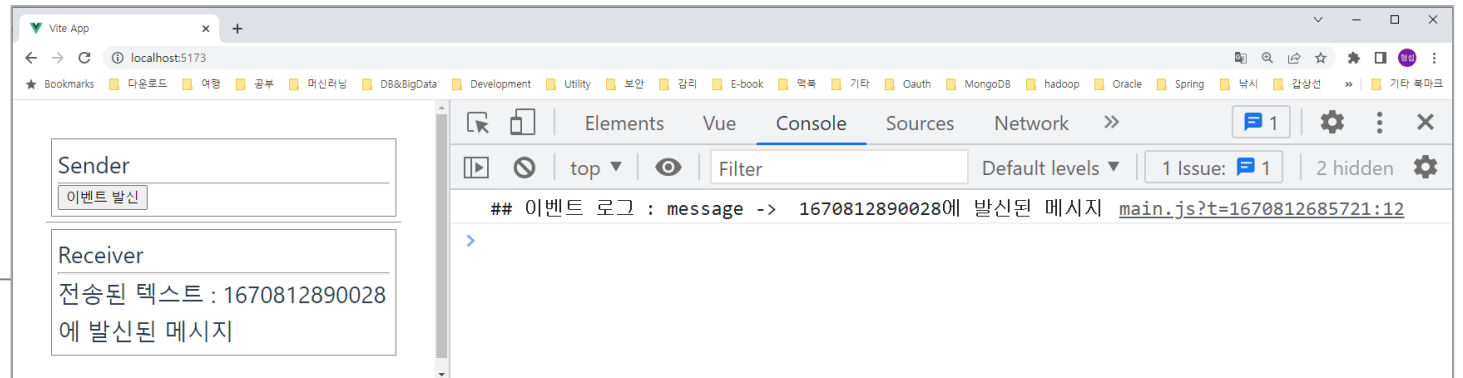 Vite App
localhost:5173
Bookmarks 다운로드 여행 공부 머신러닝 DB&BigData Development Utility 보안 감리 E-book 맥북 기타 Oauth MongoDB hadoop Oracle Spring 낚시 갑상선 » 기타 북마크
Elements Vue Console Sources Network 1
top Filter Default levels 1 Issue: 1 2 hidden
Sender
이벤트 발신
Receiver
전송된 텍스트 : 1670812890028
에 발신된 메시지
## 이벤트 로그 : message -> 1670812890028에 발신된 메시지 main.js?t=1670812685721:12